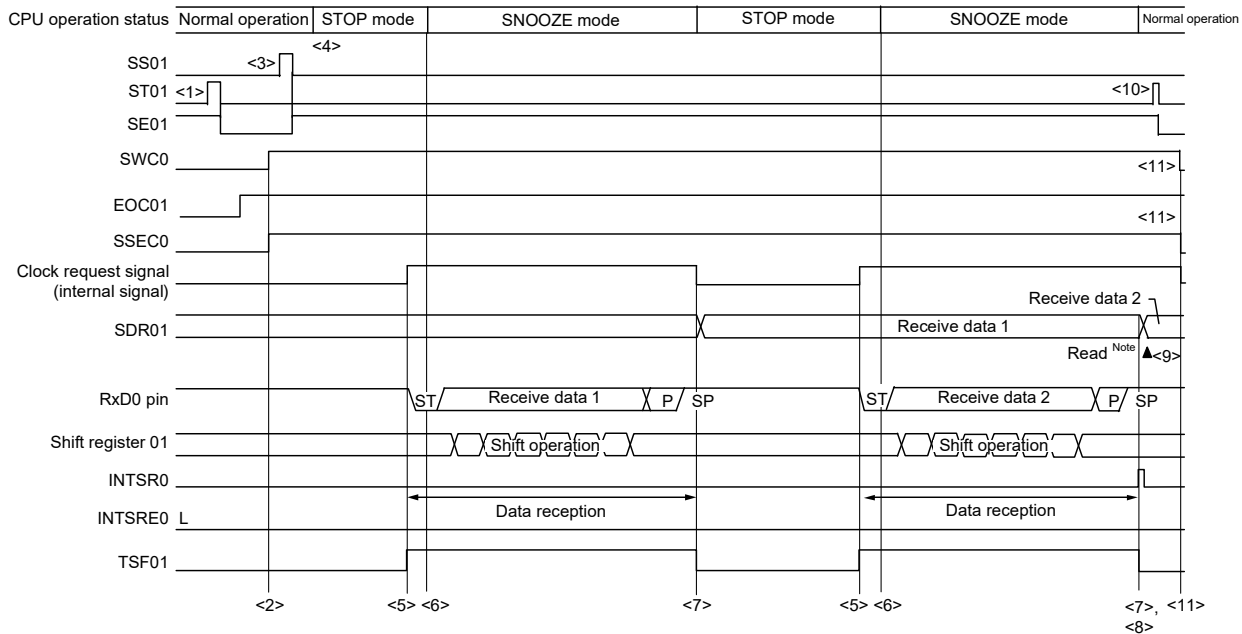 CPU operation status Normal operation STOP mode SNOOZE mode STOP mode SNOOZE mode Normal operation
<4>
SS01 <3>
ST01 <1> <10>
SE01
SWC0 <11>
EOC01
<11>
SSEC0
Clock request signal
(internal signal)
Receive data 2
SDR01 Receive data 1
Read Note ▲<9>
RxD0 pin ST Receive data 1 P SP ST Receive data 2 P SP
Shift register 01 Shift operation Shift operation
INTSR0
Data reception Data reception
INTSRE0 L
TSF01
<2> <5> <6> <7> <5> <6> <7>, <11>
<8>